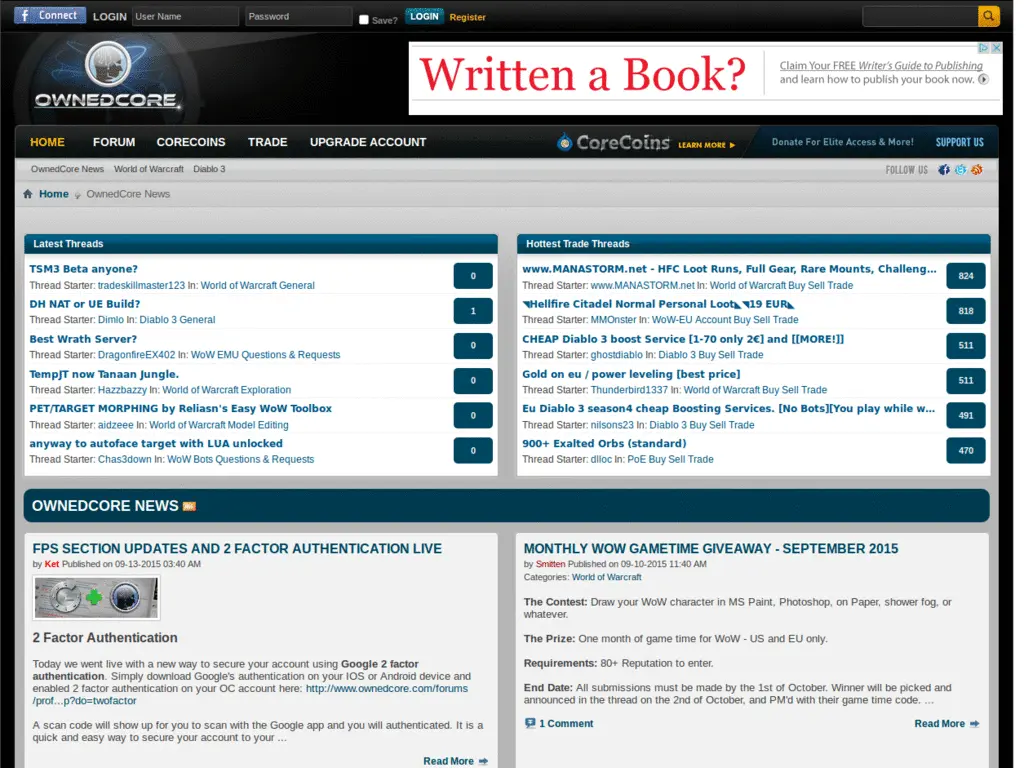 f Connect LOGIN User Name Password Save? LOGIN Register
OWNEDCORE
Written a Book?
Claim Your FREE Writer's Guide to Publishing
and learn how to publish your book now.
HOME FORUM CORECOINS TRADE UPGRADE ACCOUNT CoreCoins LEARN MORE Donate For Elite Access & More! SUPPORT US
OwnedCore News World of Warcraft Diablo 3 FOLLOW US
Home OwnedCore News
Latest Threads
TSM3 Beta anyone?
Thread Starter: tradeskillmaster123 In: World of Warcraft General
0
DH NAT or UE Build?
Thread Starter: Dimlo In: Diablo 3 General
1
Best Wrath Server?
Thread Starter: DragonfireEX402 In: WoW EMU Questions & Requests
0
TempJT now Tanaan Jungle.
Thread Starter: Hazzbazzy In: World of Warcraft Exploration
0
PET/TARGET MORPHING by Reliasn's Easy WoW Toolbox
Thread Starter: aidzeee In: World of Warcraft Model Editing
0
anyway to autoface target with LUA unlocked
Thread Starter: Chas3down In: WoW Bots Questions & Requests
0
Hottest Trade Threads
www.MANASTORM.net - HFC Loot Runs, Full Gear, Rare Mounts, Challeng...
Thread Starter: www.MANASTORM.net In: World of Warcraft Buy Sell Trade
824
◥Hellfire Citadel Normal Personal Loot◣◥19 EUR◣
Thread Starter: MMOnster In: WoW-EU Account Buy Sell Trade
818
CHEAP Diablo 3 boost Service [1-70 only 2€] and [[MORE!]]
Thread Starter: ghostdiablo In: Diablo 3 Buy Sell Trade
511
Gold on eu / power leveling [best price]
Thread Starter: Thunderbird1337 In: World of Warcraft Buy Sell Trade
511
Eu Diablo 3 season4 cheap Boosting Services. [No Bots][You play while w...
Thread Starter: nilsons23 In: Diablo 3 Buy Sell Trade
491
900+ Exalted Orbs (standard)
Thread Starter: dlloc In: PoE Buy Sell Trade
470
OWNEDCORE NEWS
FPS SECTION UPDATES AND 2 FACTOR AUTHENTICATION LIVE
by Ket Published on 09-13-2015 03:40 AM
2 Factor Authentication
Today we went live with a new way to secure your account using Google 2 factor
authentication. Simply download Google's authentication on your IOS or Android device and
enabled 2 factor authentication on your OC account here: http://www.ownedcore.com/forums
/prof...p?do=twofactor
A scan code will show up for you to scan with the Google app and you will authenticated. It is a
quick and easy way to secure your account to your ...
Read More
MONTHLY WOW GAMETIME GIVEAWAY - SEPTEMBER 2015
by Smitten Published on 09-10-2015 11:40 AM
Categories: World of Warcraft
The Contest: Draw your WoW character in MS Paint, Photoshop, on Paper, shower fog, or
whatever.
The Prize: One month of game time for WoW - US and EU only.
Requirements: 80+ Reputation to enter.
End Date: All submissions must be made by the 1st of October. Winner will be picked and
announced in the thread on the 2nd of October, and PM'd with their game time code. ...
1 Comment Read More